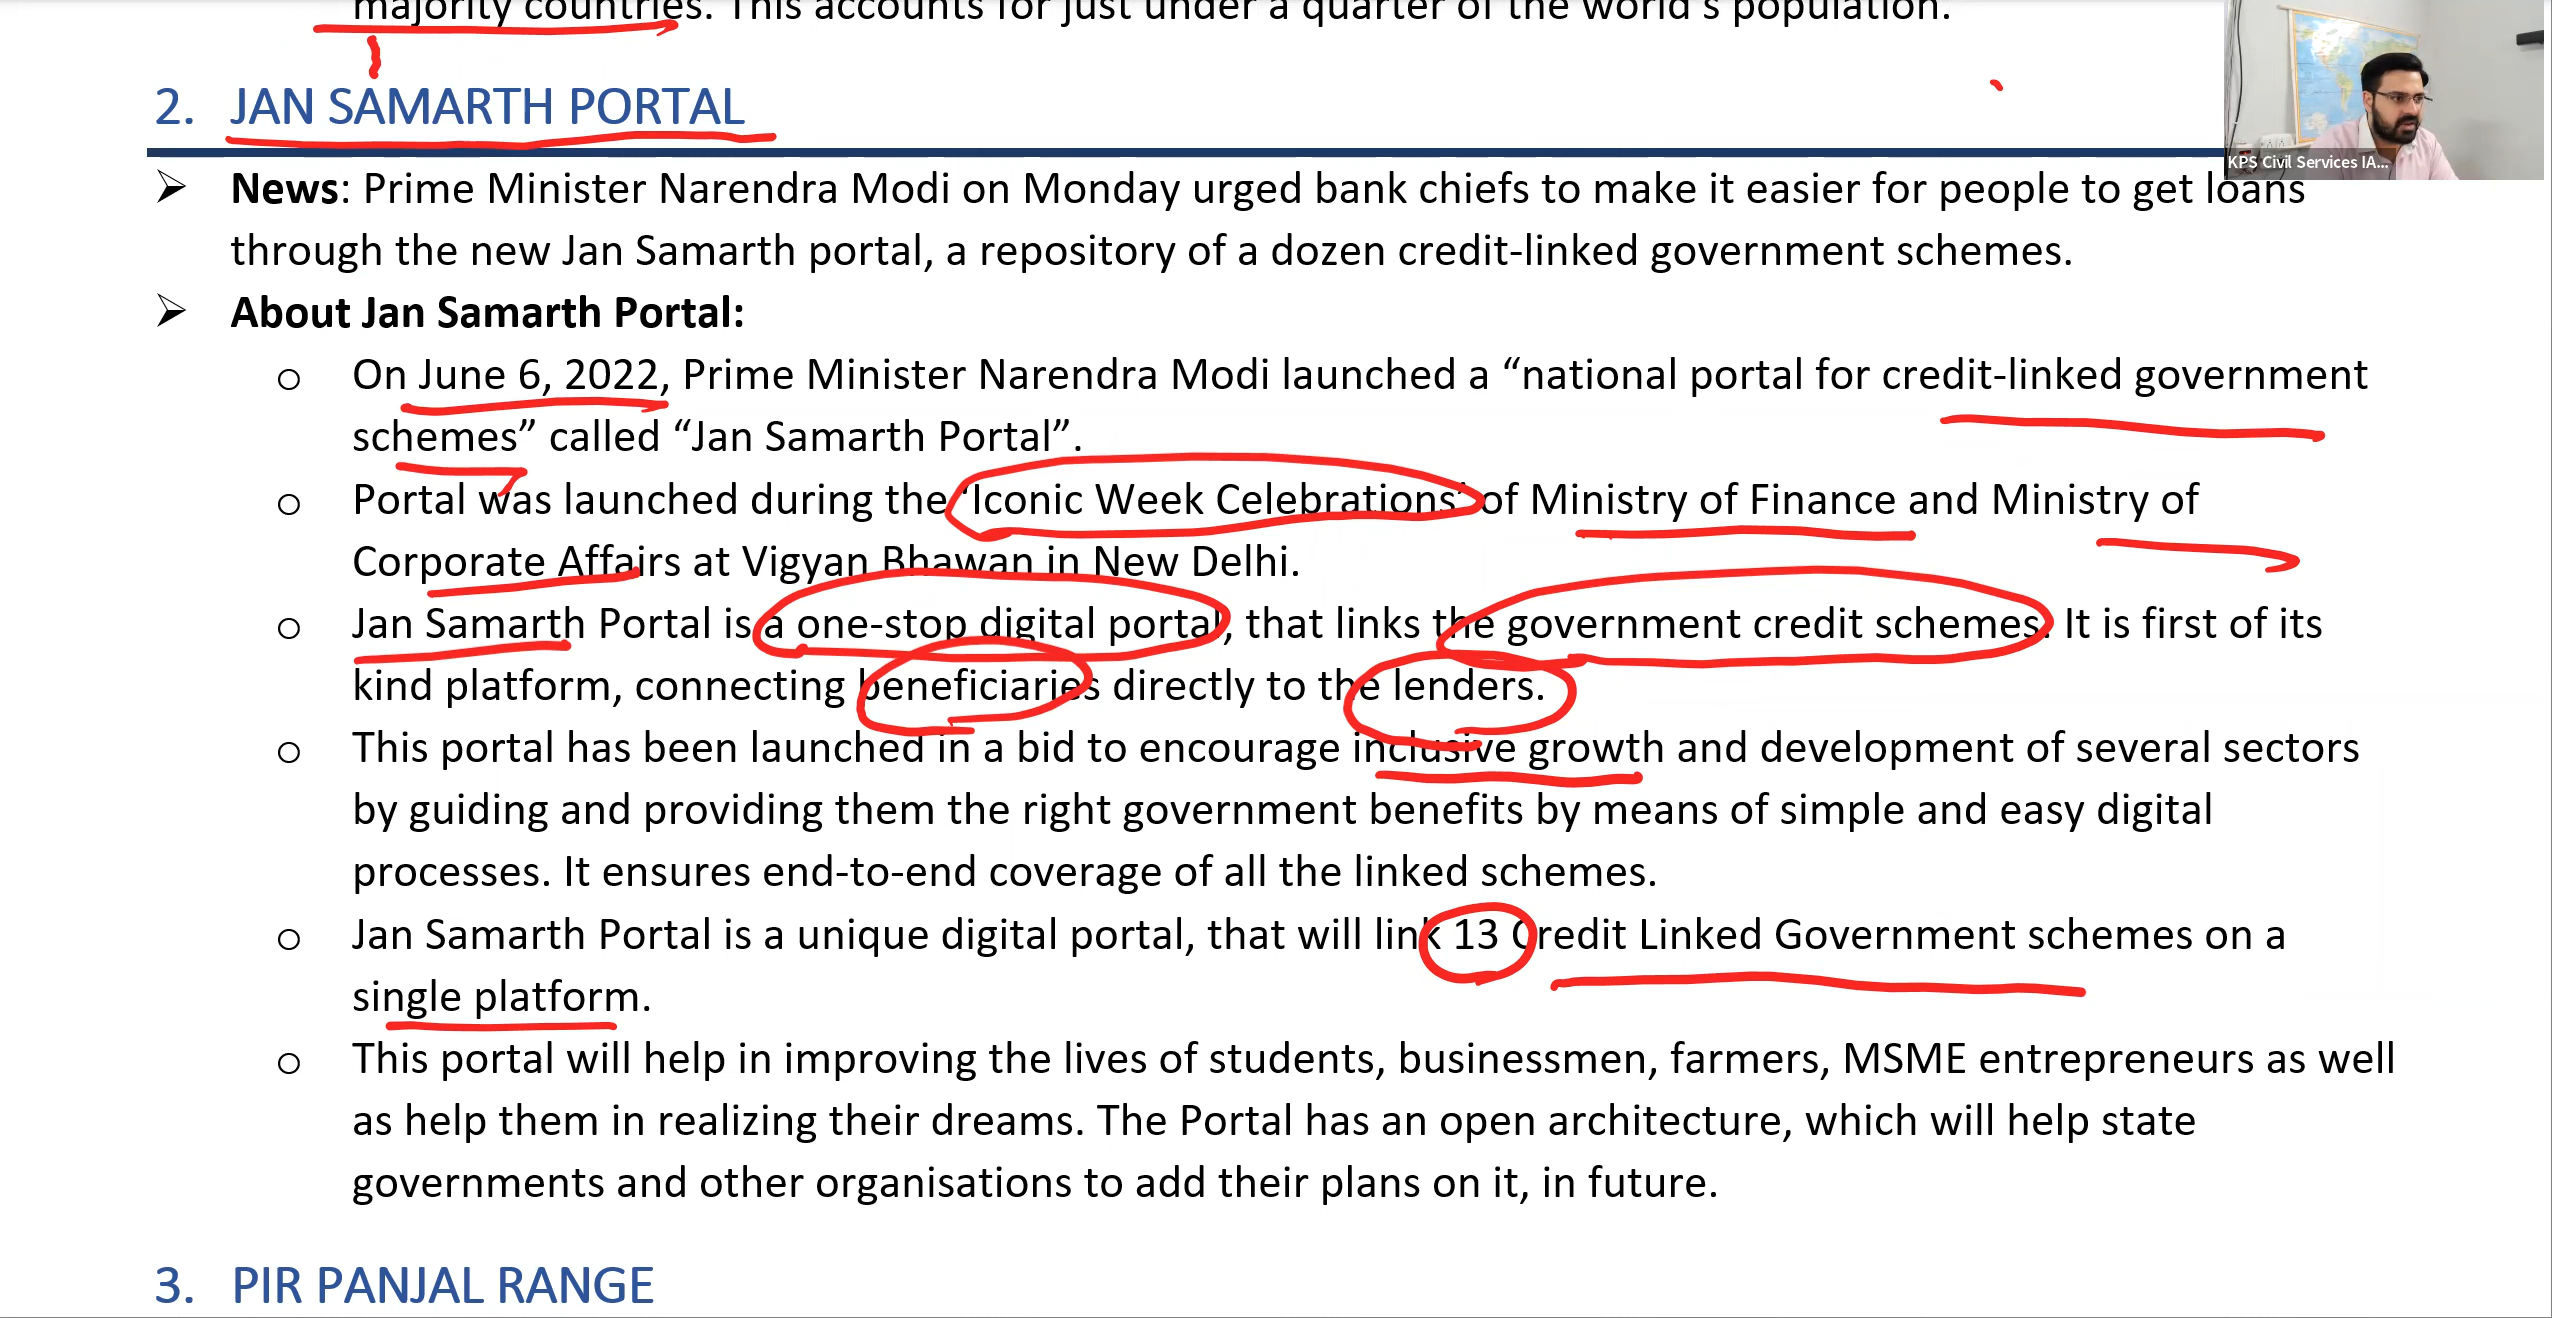 majority countries. This accounts for just under a quarter of the world's population.
2. JAN SAMARTH PORTAL
KPS Civil Services IA...
➢ News: Prime Minister Narendra Modi on Monday urged bank chiefs to make it easier for people to get loans
through the new Jan Samarth portal, a repository of a dozen credit-linked government schemes.
➢ About Jan Samarth Portal:
o On June 6, 2022, Prime Minister Narendra Modi launched a “national portal for credit-linked government
schemes” called “Jan Samarth Portal”.
o Portal was launched during the ‘Iconic Week Celebrations’ of Ministry of Finance and Ministry of
Corporate Affairs at Vigyan Bhawan in New Delhi.
o Jan Samarth Portal is a one-stop digital portal, that links the government credit schemes. It is first of its
kind platform, connecting beneficiaries directly to the lenders.
o This portal has been launched in a bid to encourage inclusive growth and development of several sectors
by guiding and providing them the right government benefits by means of simple and easy digital
processes. It ensures end-to-end coverage of all the linked schemes.
o Jan Samarth Portal is a unique digital portal, that will link 13 Credit Linked Government schemes on a
single platform.
o This portal will help in improving the lives of students, businessmen, farmers, MSME entrepreneurs as well
as help them in realizing their dreams. The Portal has an open architecture, which will help state
governments and other organisations to add their plans on it, in future.
3. PIR PANJAL RANGE